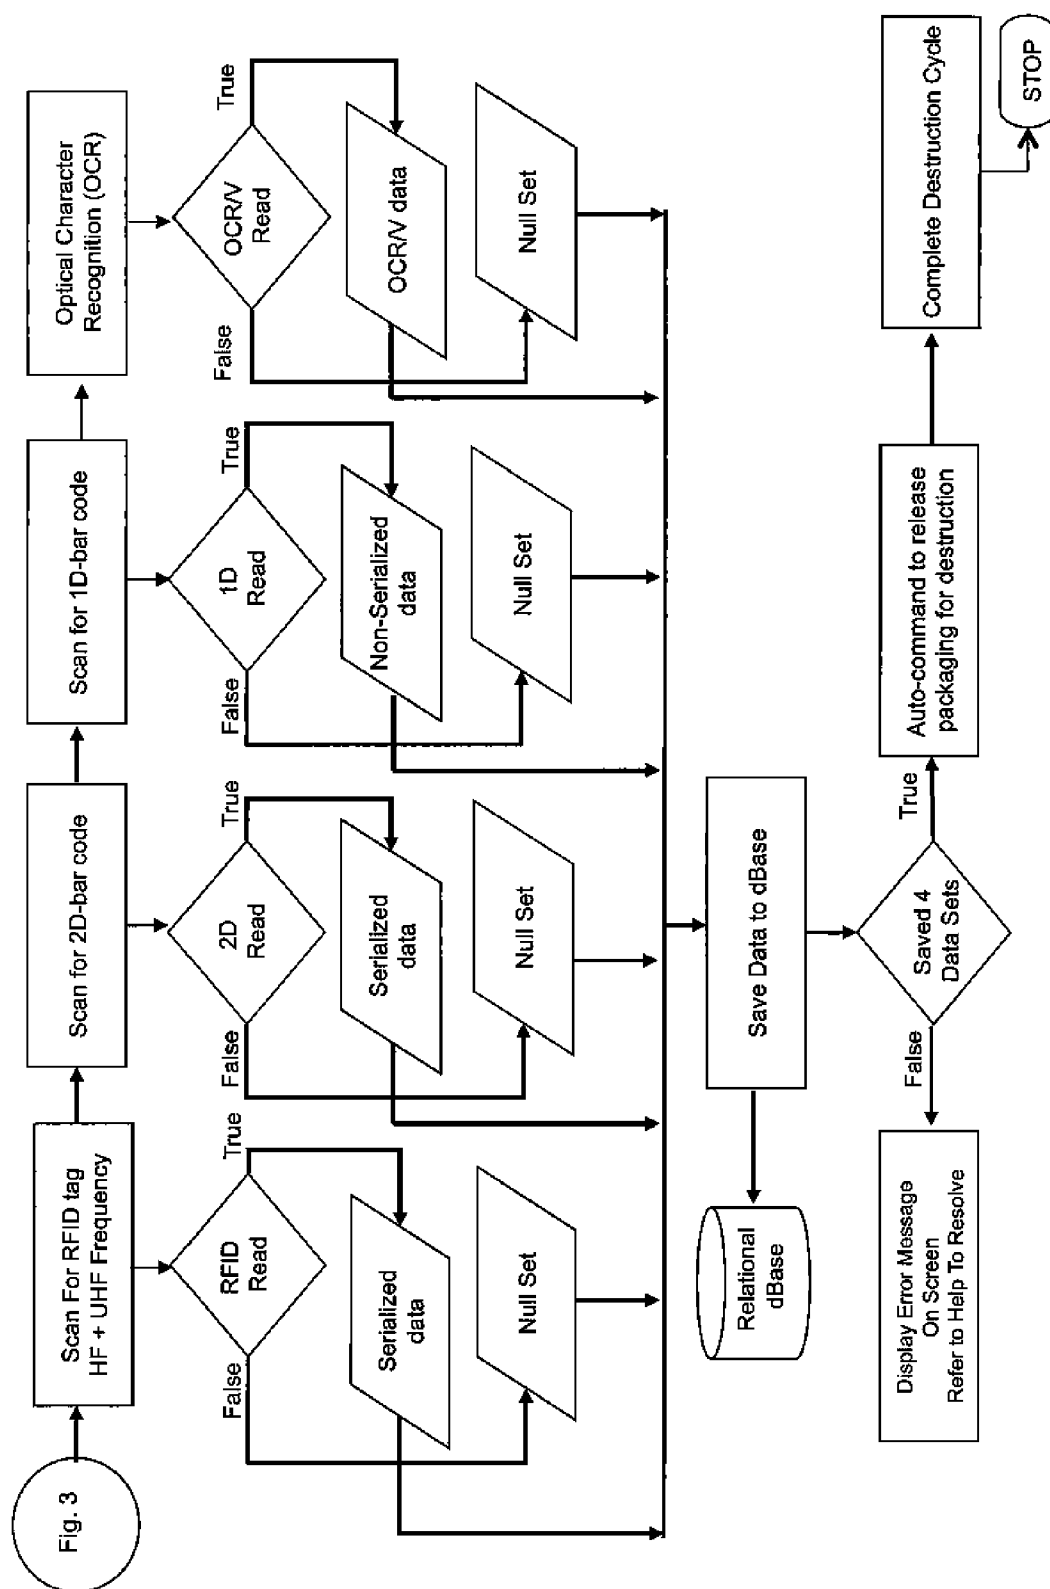 Fig. 3
Scan For RFID tag
HF + UHF Frequency
Scan for 2D-bar code
Scan for 1D-bar code
Optical Character
Recognition (OCR)
False
RFID
Read
True
False
2D
Read
True
False
1D
Read
True
False
OCR/V
Read
True
Serialized
data
Serialized
data
Non-Serialized
data
OCR/V data
Null Set
Null Set
Null Set
Null Set
Relational
dBase
Save Data to dBase
Display Error Message
On Screen
Refer to Help To Resolve
False
Saved 4
Data Sets
True
Auto-command to release
packaging for destruction
Complete Destruction Cycle
STOP